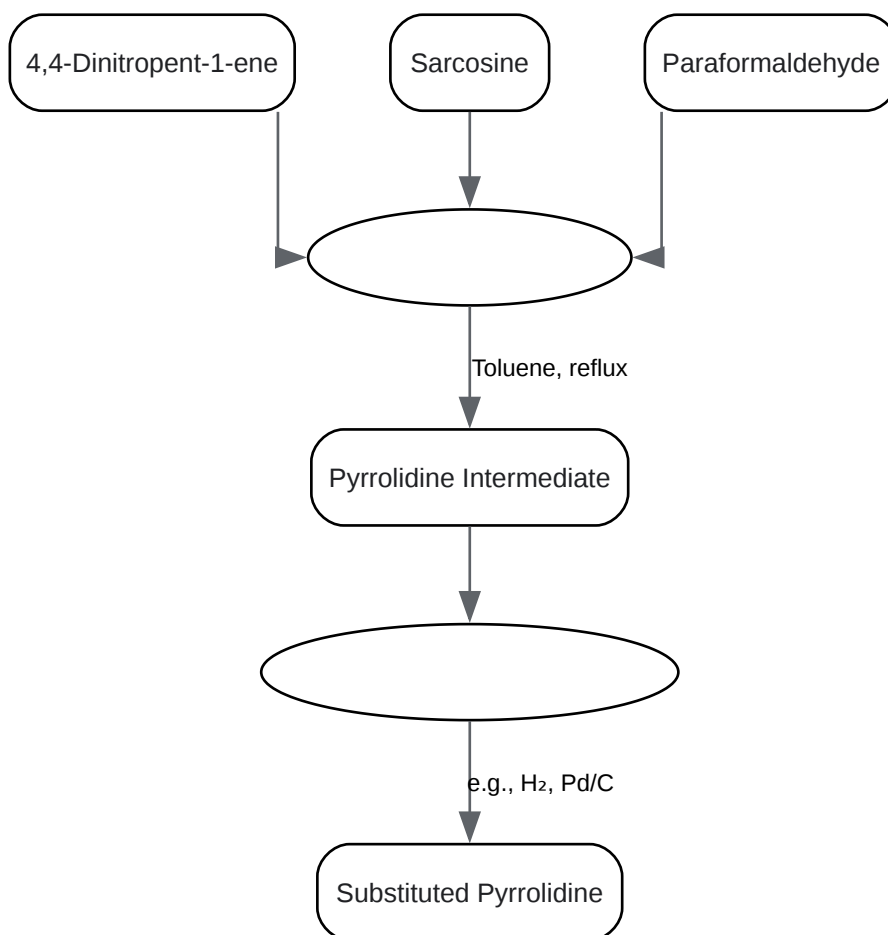 4,4-Dinitropent-1-ene
Sarcosine
Paraformaldehyde
Toluene, reflux
Pyrrolidine Intermediate
e.g., H₂, Pd/C
Substituted Pyrrolidine